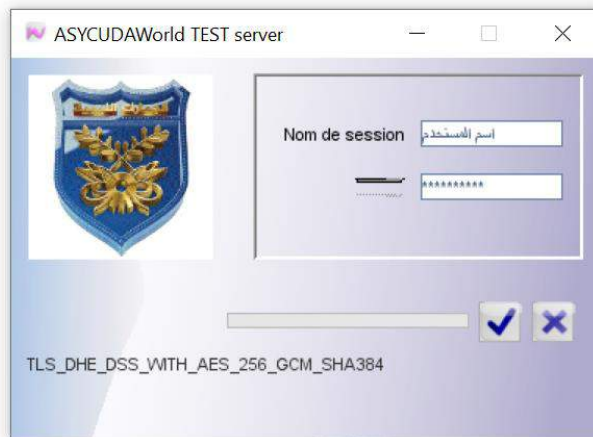 ASYCUDAWorld TEST server
Nom de session
اسم المستخدم
**********
TLS_DHE_DSS_WITH_AES_256_GCM_SHA384